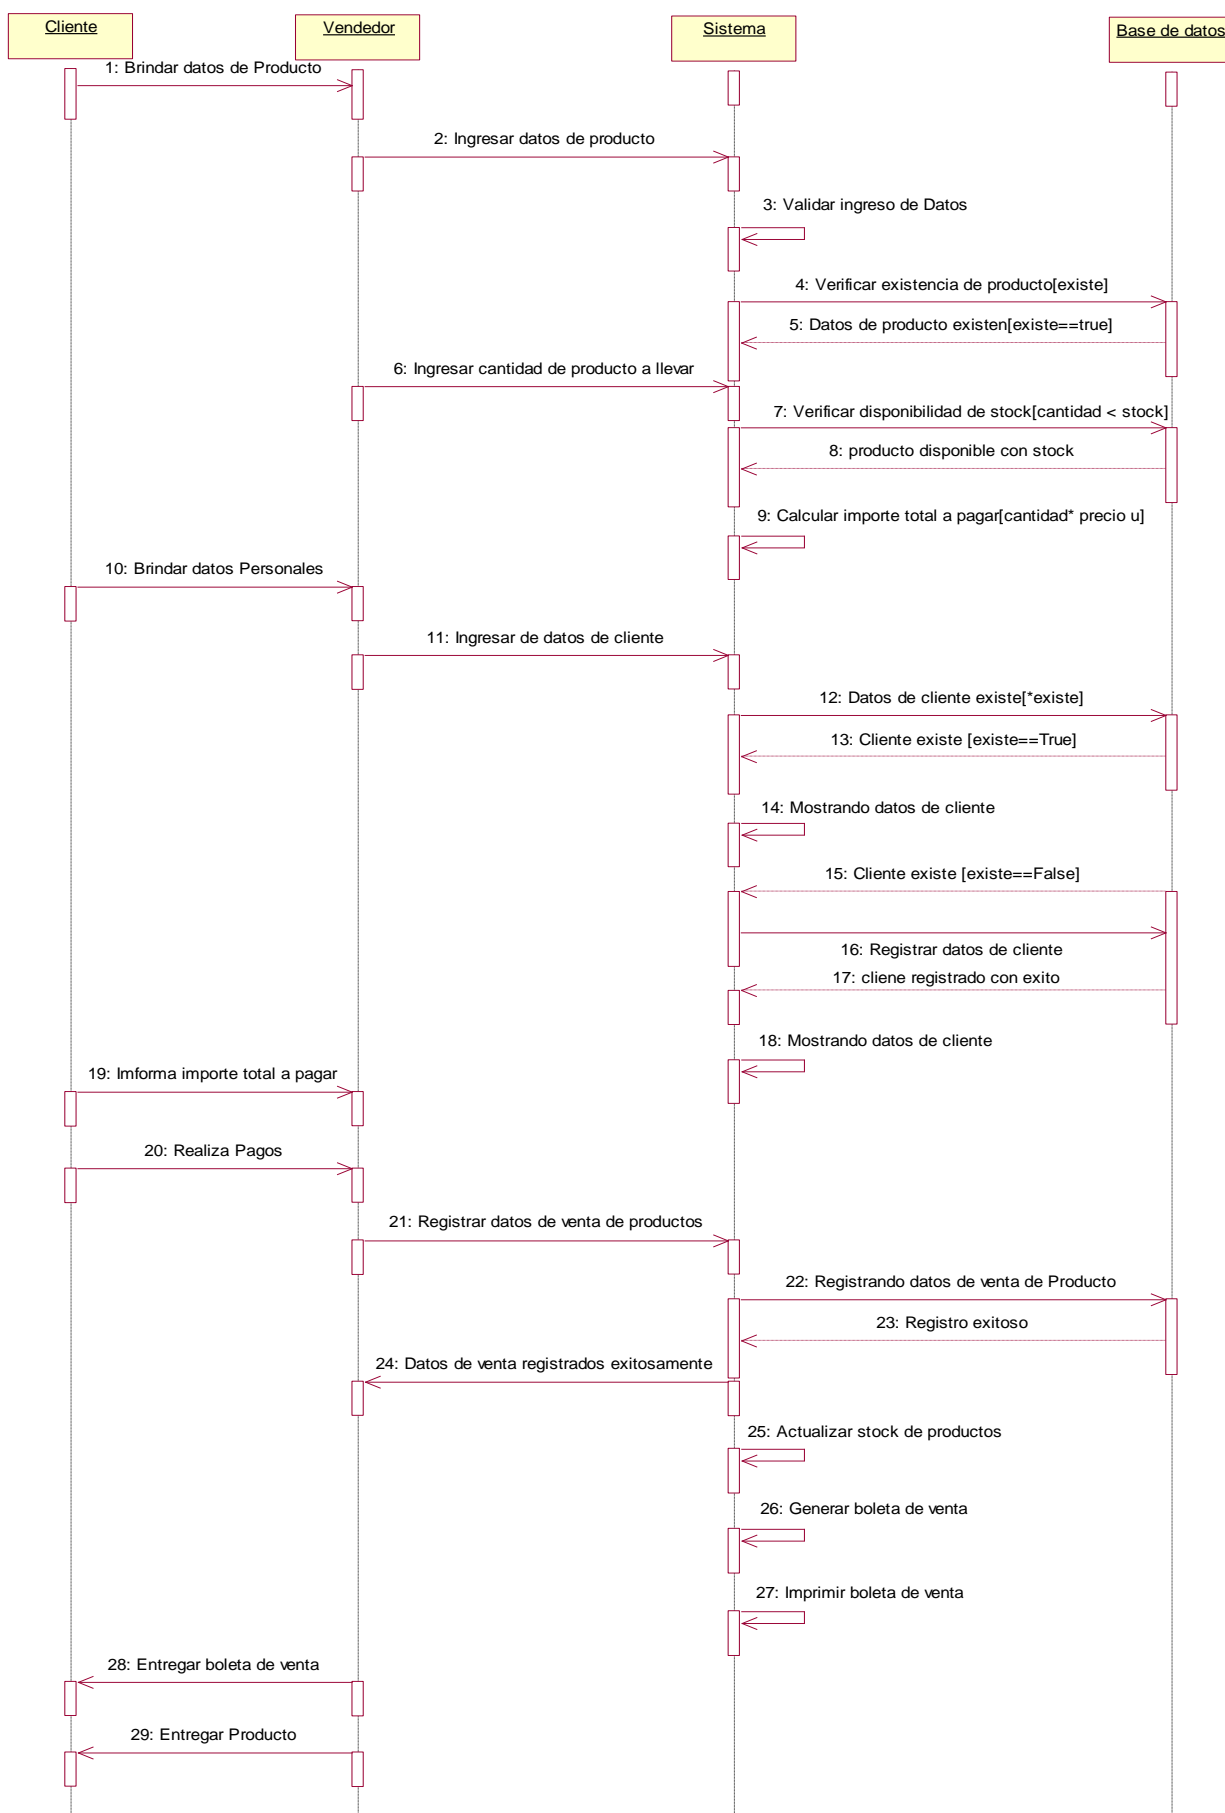 Cliente
Vendedor
Sistema
Base de datos
1: Brindar datos de Producto
2: Ingresar datos de producto
3: Validar ingreso de Datos
4: Verificar existencia de producto[existe]
5: Datos de producto existen[existe==true]
6: Ingresar cantidad de producto a llevar
7: Verificar disponibilidad de stock[cantidad < stock]
8: producto disponible con stock
9: Calcular importe total a pagar[cantidad* precio u]
10: Brindar datos Personales
11: Ingresar de datos de cliente
12: Datos de cliente existe[*existe]
13: Cliente existe [existe==True]
14: Mostrando datos de cliente
15: Cliente existe [existe==False]
16: Registrar datos de cliente
17: cliene registrado con exito
18: Mostrando datos de cliente
19: Imforma importe total a pagar
20: Realiza Pagos
21: Registrar datos de venta de productos
22: Registrando datos de venta de Producto
23: Registro exitoso
24: Datos de venta registrados exitosamente
25: Actualizar stock de productos
26: Generar boleta de venta
27: Imprimir boleta de venta
28: Entregar boleta de venta
29: Entregar Producto